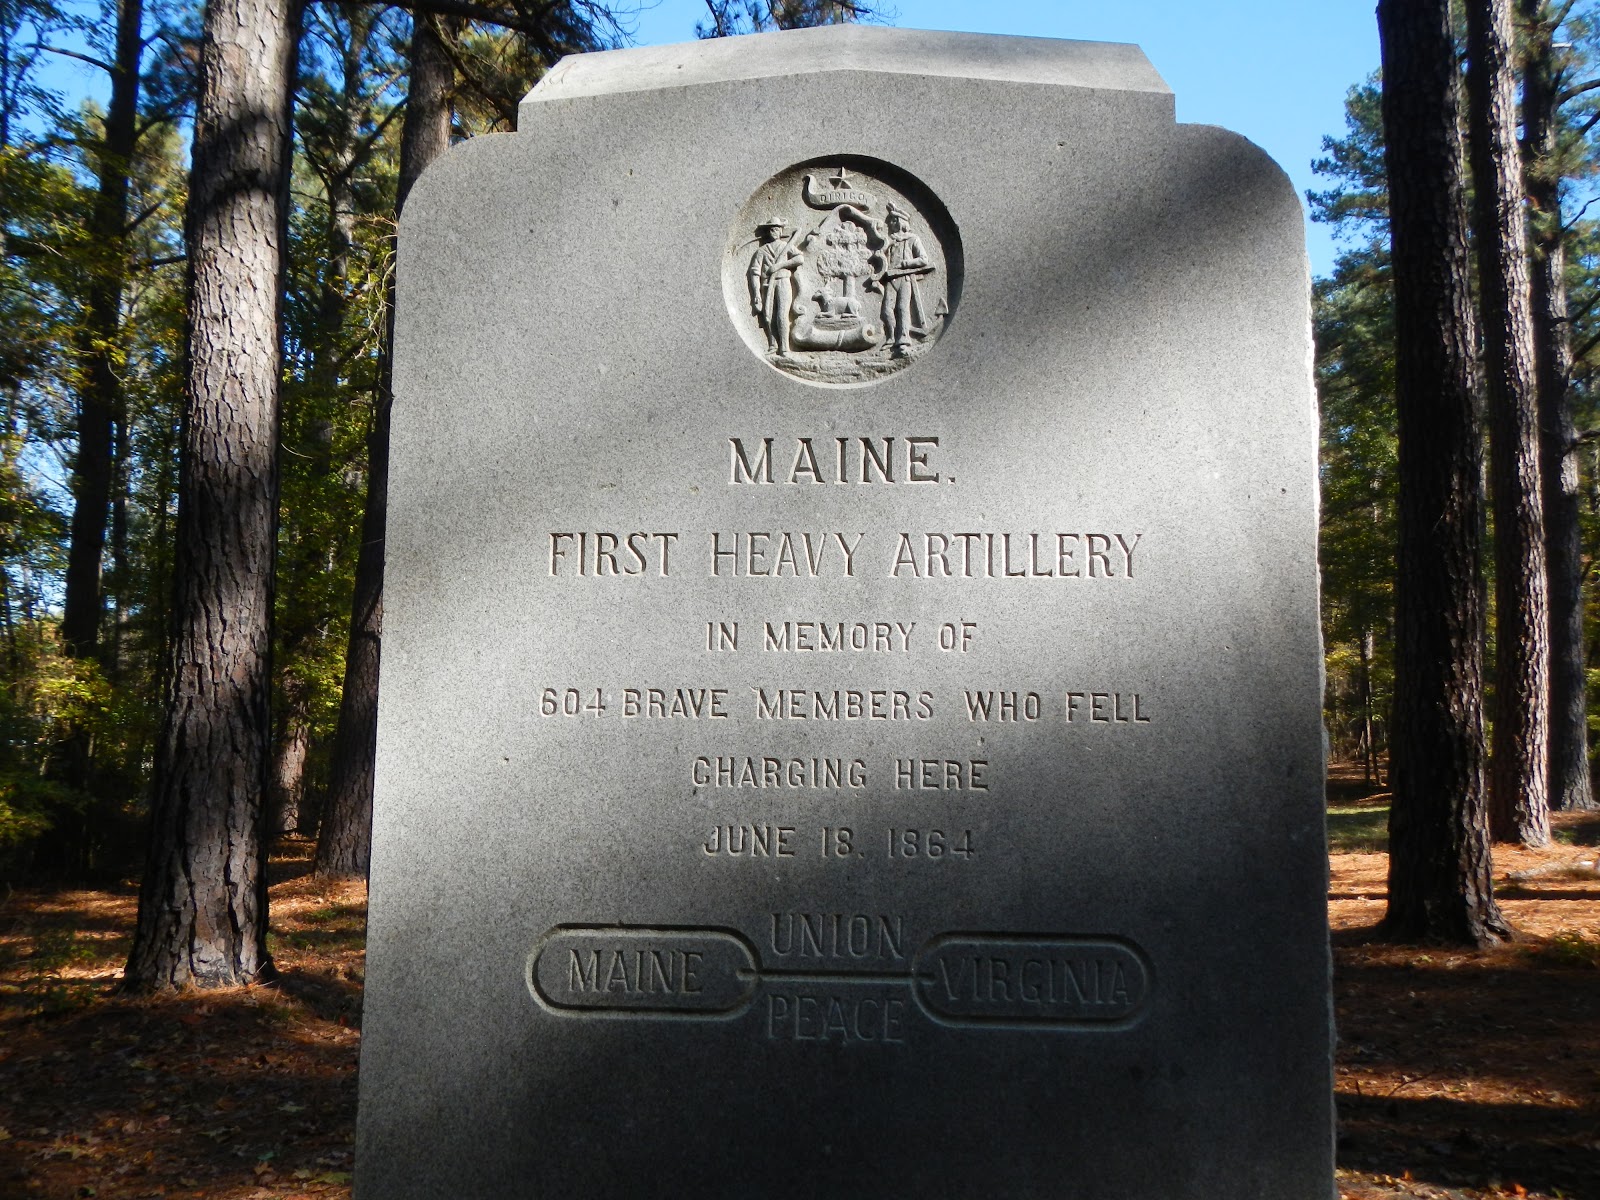 DIRIGO
MAINE.
FIRST HEAVY ARTILLERY
IN MEMORY OF
604 BRAVE MEMBERS WHO FELL
CHARGING HERE
JUNE 18. 1864.
MAINE UNION VIRGINIA
PEACE